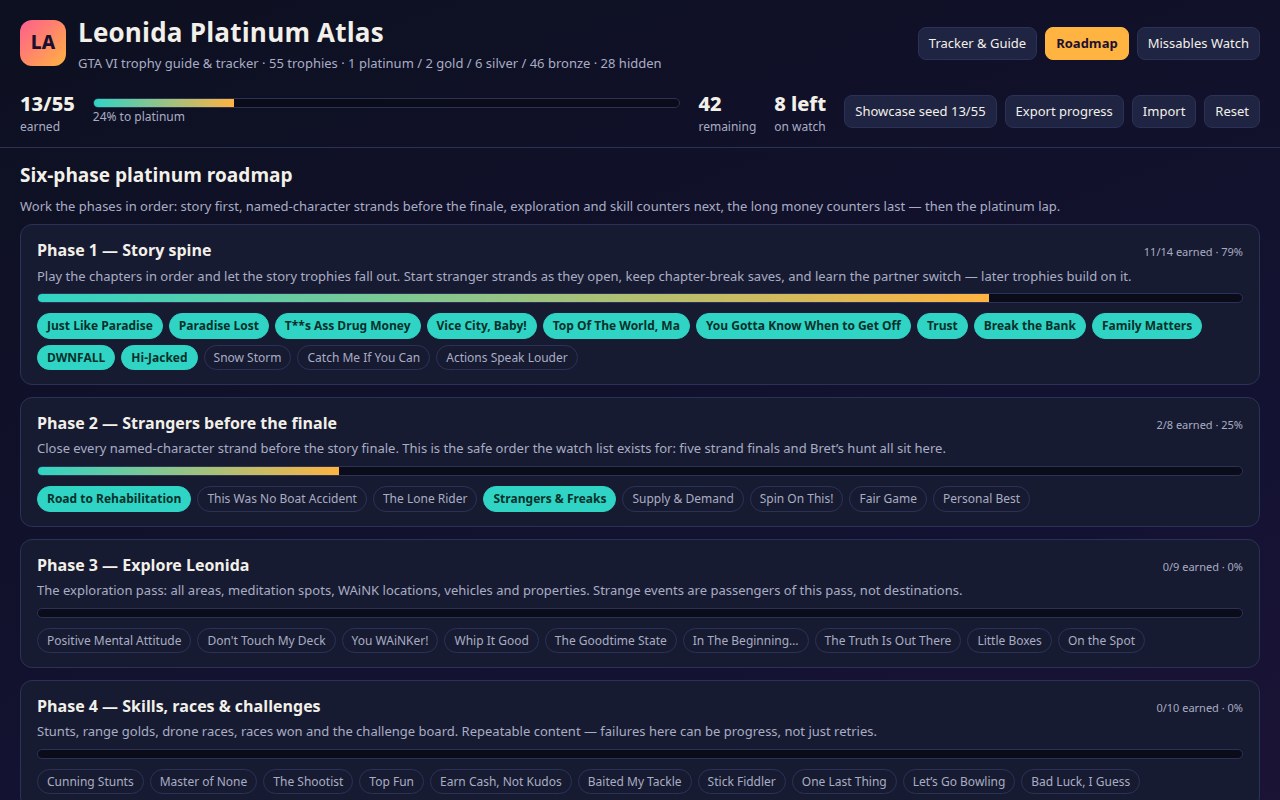 LA
Leonida Platinum Atlas
GTA VI trophy guide & tracker · 55 trophies · 1 platinum / 2 gold / 6 silver / 46 bronze · 28 hidden
Tracker & Guide
Roadmap
Missables Watch
13/55
earned
24% to platinum
42
remaining
8 left
on watch
Showcase seed 13/55
Export progress
Import
Reset
Six-phase platinum roadmap
Work the phases in order: story first, named-character strands before the finale, exploration and skill counters next, the long money counters last — then the platinum lap.
Phase 1 — Story spine
11/14 earned · 79%
Play the chapters in order and let the story trophies fall out. Start stranger strands as they open, keep chapter-break saves, and learn the partner switch — later trophies build on it.
Just Like Paradise
Paradise Lost
T**s Ass Drug Money
Vice City, Baby!
Top Of The World, Ma
You Gotta Know When to Get Off
Trust
Break the Bank
Family Matters
DWNFALL
Hi-Jacked
Snow Storm
Catch Me If You Can
Actions Speak Louder
Phase 2 — Strangers before the finale
2/8 earned · 25%
Close every named-character strand before the story finale. This is the safe order the watch list exists for: five strand finals and Bret’s hunt all sit here.
Road to Rehabilitation
This Was No Boat Accident
The Lone Rider
Strangers & Freaks
Supply & Demand
Spin On This!
Fair Game
Personal Best
Phase 3 — Explore Leonida
0/9 earned · 0%
The exploration pass: all areas, meditation spots, WAiNK locations, vehicles and properties. Strange events are passengers of this pass, not destinations.
Positive Mental Attitude
Don't Touch My Deck
You WAiNKer!
Whip It Good
The Goodtime State
In The Beginning...
The Truth Is Out There
Little Boxes
On the Spot
Phase 4 — Skills, races & challenges
0/10 earned · 0%
Stunts, range golds, drone races, races won and the challenge board. Repeatable content — failures here can be progress, not just retries.
Cunning Stunts
Master of None
The Shootist
Top Fun
Earn Cash, Not Kudos
Baited My Tackle
Stick Fiddler
One Last Thing
Let’s Go Bowling
Bad Luck, I Guess